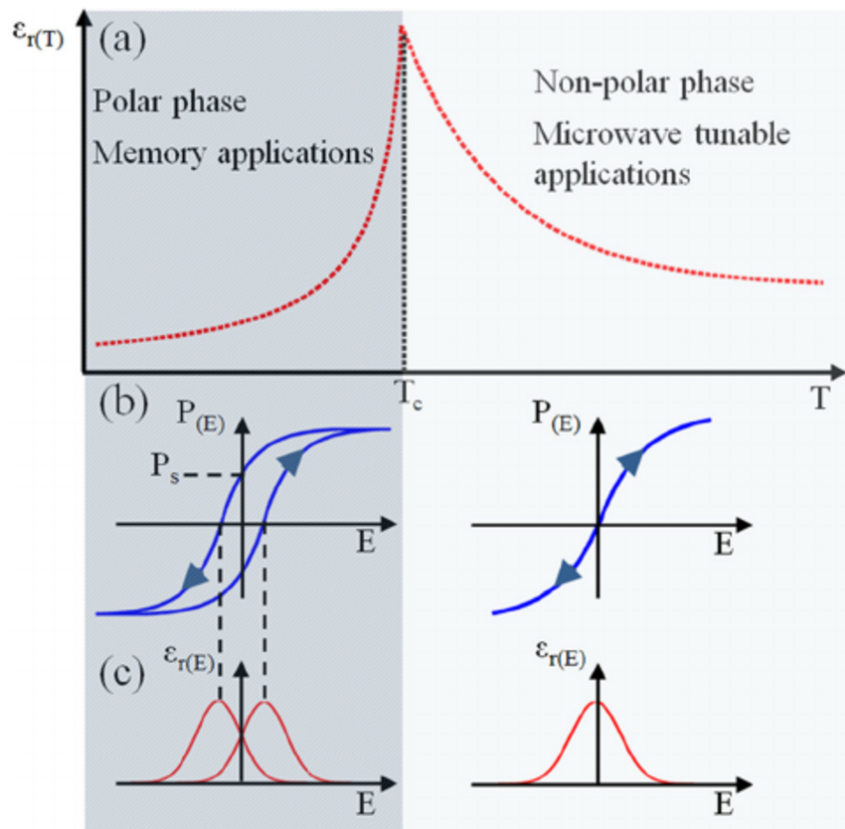 εr(T)
(a)
Polar phase
Memory applications
Non-polar phase
Microwave tunable
applications
Tc
T
(b)
P(E)
Ps
E
P(E)
E
(c)
εr(E)
E
εr(E)
E